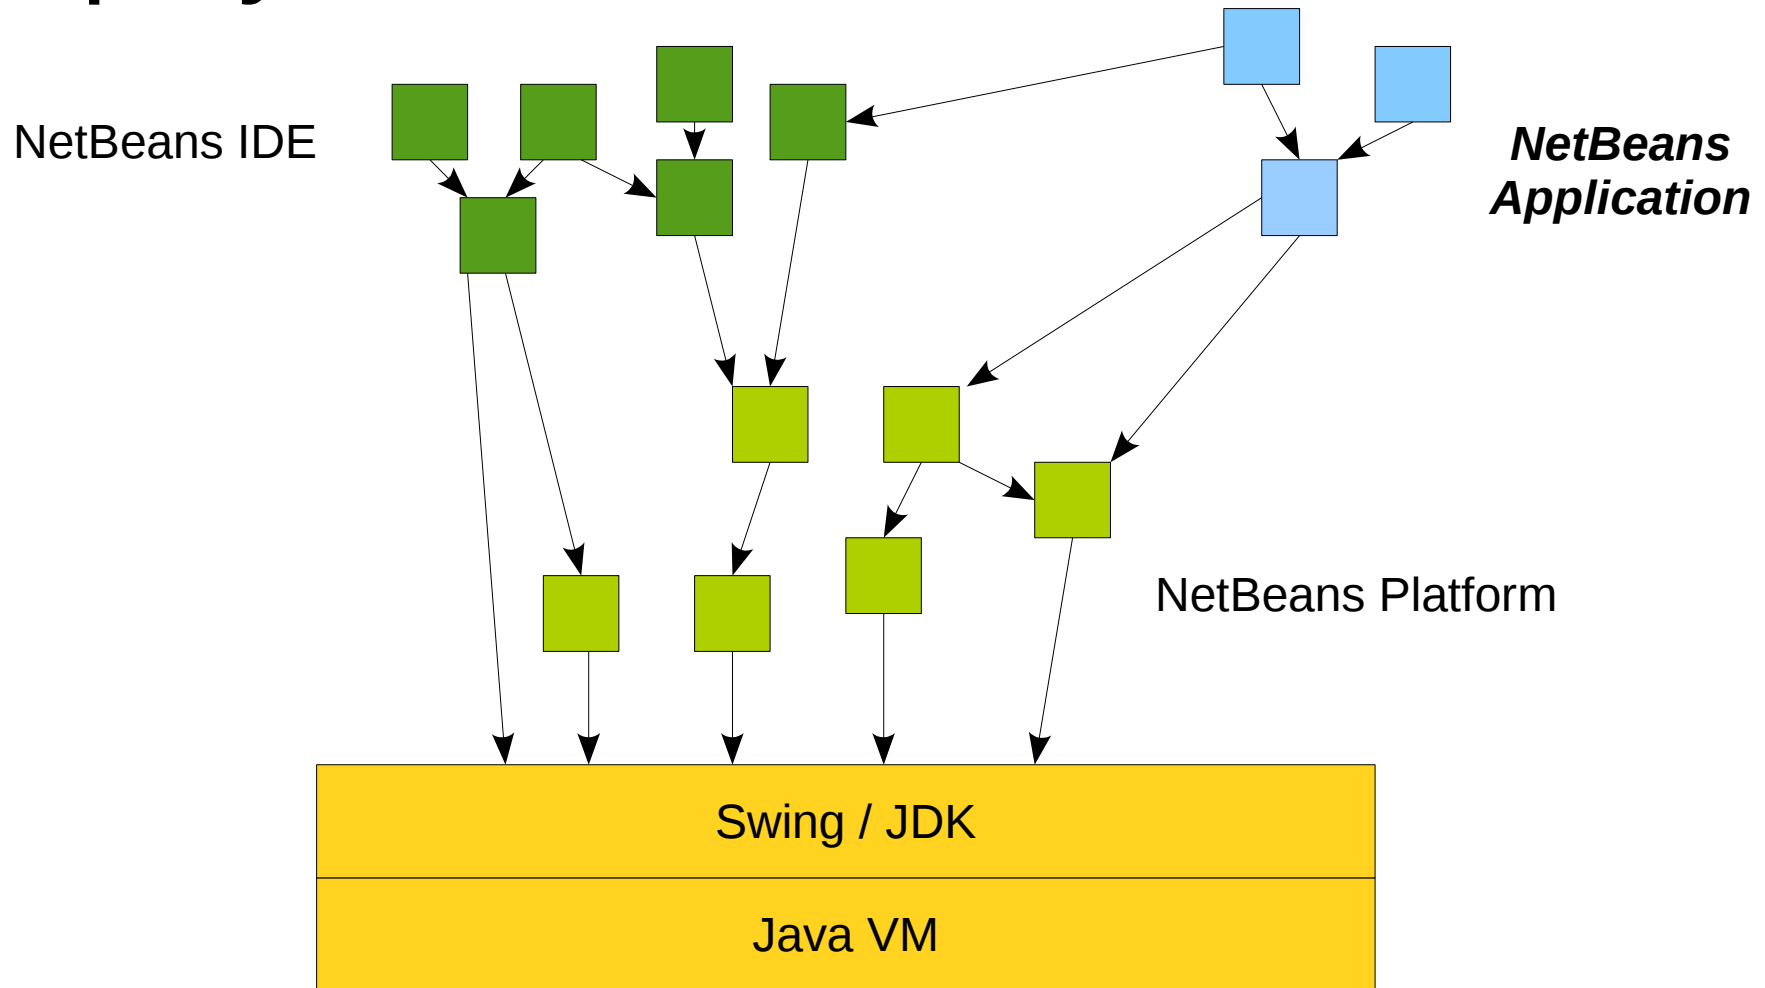 NetBeans IDE
NetBeans
Application
NetBeans Platform
Swing / JDK
Java VM